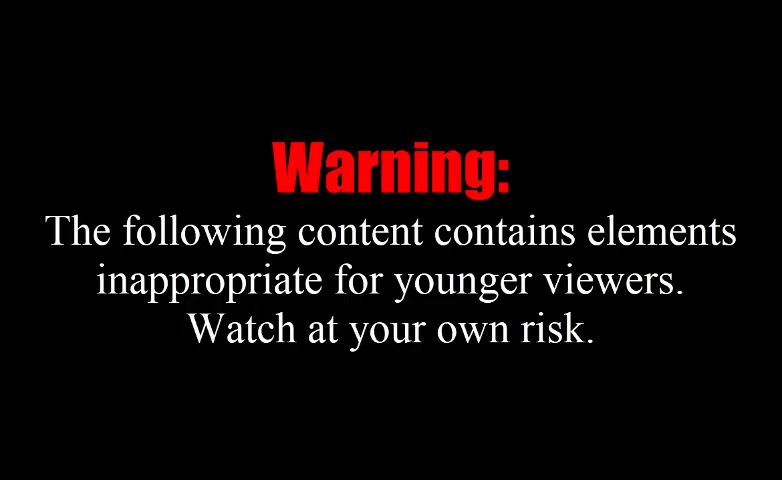 Warning:
The following content contains elements
inappropriate for younger viewers.
Watch at your own risk.